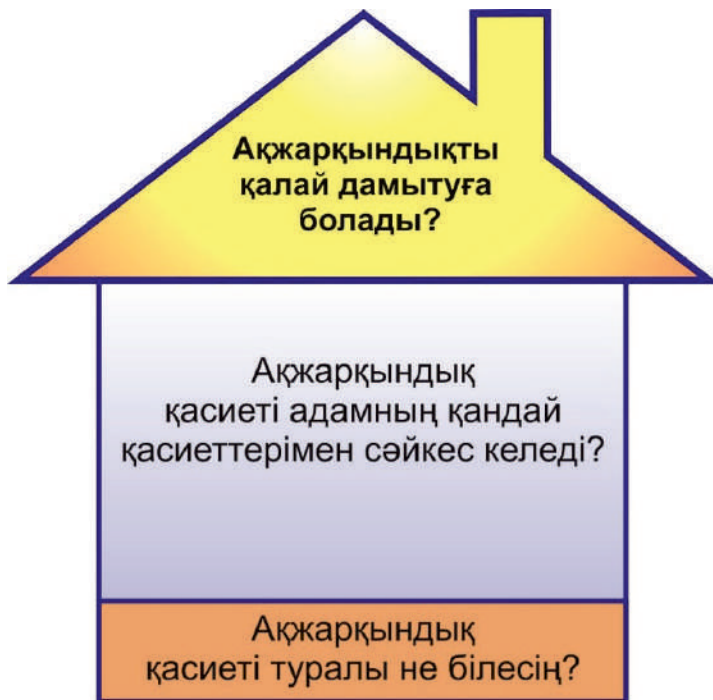 Ақжарқындықты
қалай дамытуға
болады?
Ақжарқындық
қасиеті адамның қандай
қасиеттерімен сәйкес келеді?
Ақжарқындық
қасиеті туралы не білесің?